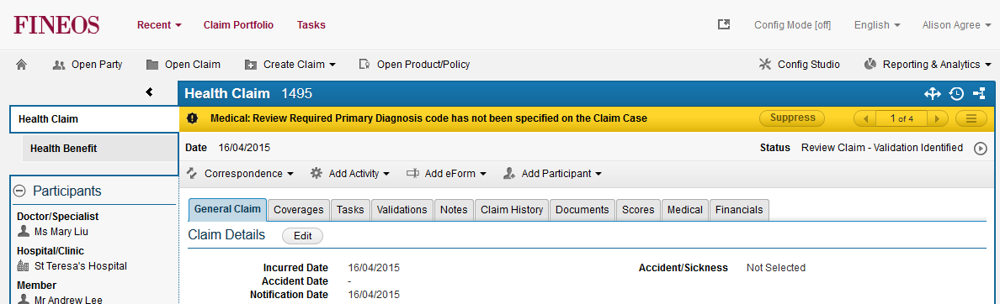 FINEOS
Recent Claim Portfolio Tasks Config Mode [off] English Alison Agree
Open Party Open Claim Create Claim Open Product/Policy Config Studio Reporting & Analytics
Health Claim 1495
Health Claim
Medical: Review Required Primary Diagnosis code has not been specified on the Claim Case Suppress 1 of 4
Health Benefit
Date 16/04/2015 Status Review Claim - Validation Identified
Correspondence Add Activity Add eForm Add Participant
Participants
Doctor/Specialist
Ms Mary Liu
Hospital/Clinic
St Teresa's Hospital
Member
Mr Andrew Lee
General Claim Coverages Tasks Validations Notes Claim History Documents Scores Medical Financials
Claim Details Edit
Incurred Date 16/04/2015 Accident/Sickness Not Selected
Accident Date -
Notification Date 16/04/2015